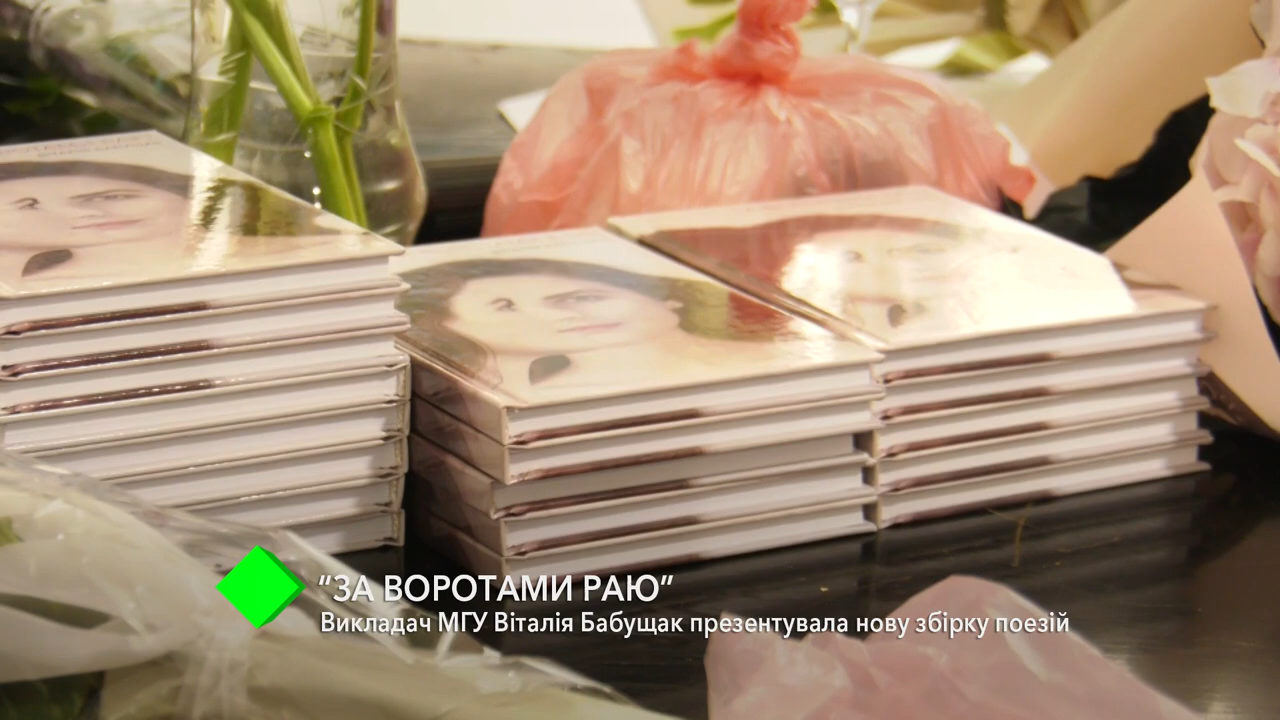 “ЗА ВОРОТАМИ РАЮ”
Викладач МГУ Віталія Бабущак презентувала нову збірку поезій